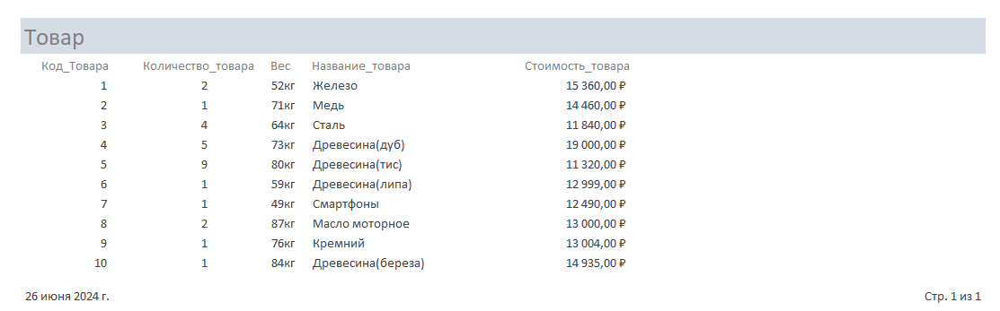 Товар
Код_Товара Количество_товара Вес Название_товара Стоимость_товара
1 2 52кг Железо 15 360,00 ₽
2 1 71кг Медь 14 460,00 ₽
3 4 64кг Сталь 11 840,00 ₽
4 5 73кг Древесина(дуб) 19 000,00 ₽
5 9 80кг Древесина(тис) 11 320,00 ₽
6 1 59кг Древесина(липа) 12 999,00 ₽
7 1 49кг Смартфоны 12 490,00 ₽
8 2 87кг Масло моторное 13 000,00 ₽
9 1 76кг Кремний 13 004,00 ₽
10 1 84кг Древесина(береза) 14 935,00 ₽
26 июня 2024 г. Стр. 1 из 1